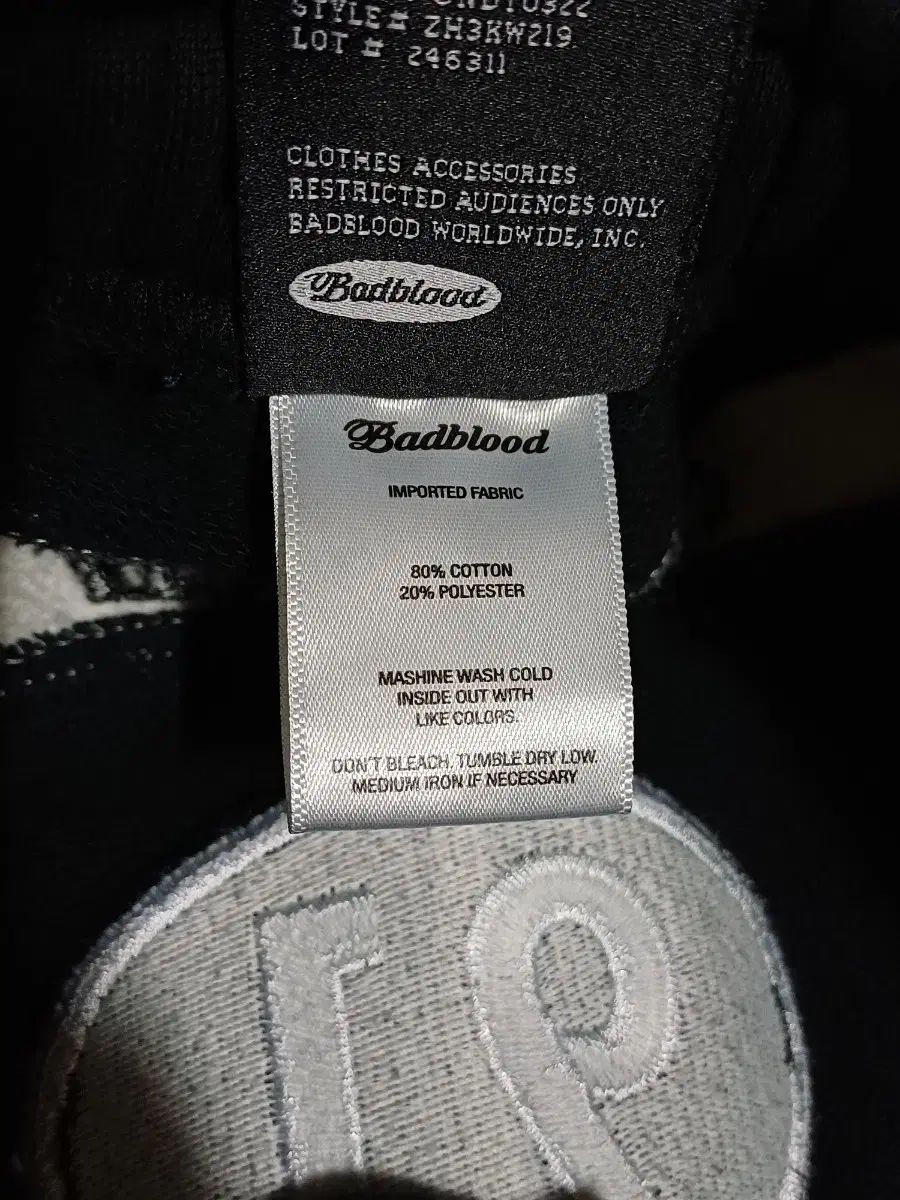 STYLE# ZH3KW219
LOT # 246311
CLOTHES ACCESSORIES
RESTRICTED AUDIENCES ONLY
BADBLOOD WORLDWIDE, INC.
Badblood
Badblood
IMPORTED FABRIC
80% COTTON
20% POLYESTER
MASHINE WASH COLD
INSIDE OUT WITH
LIKE COLORS.
DON'T BLEACH, TUMBLE DRY LOW.
MEDIUM IRON IF NECESSARY